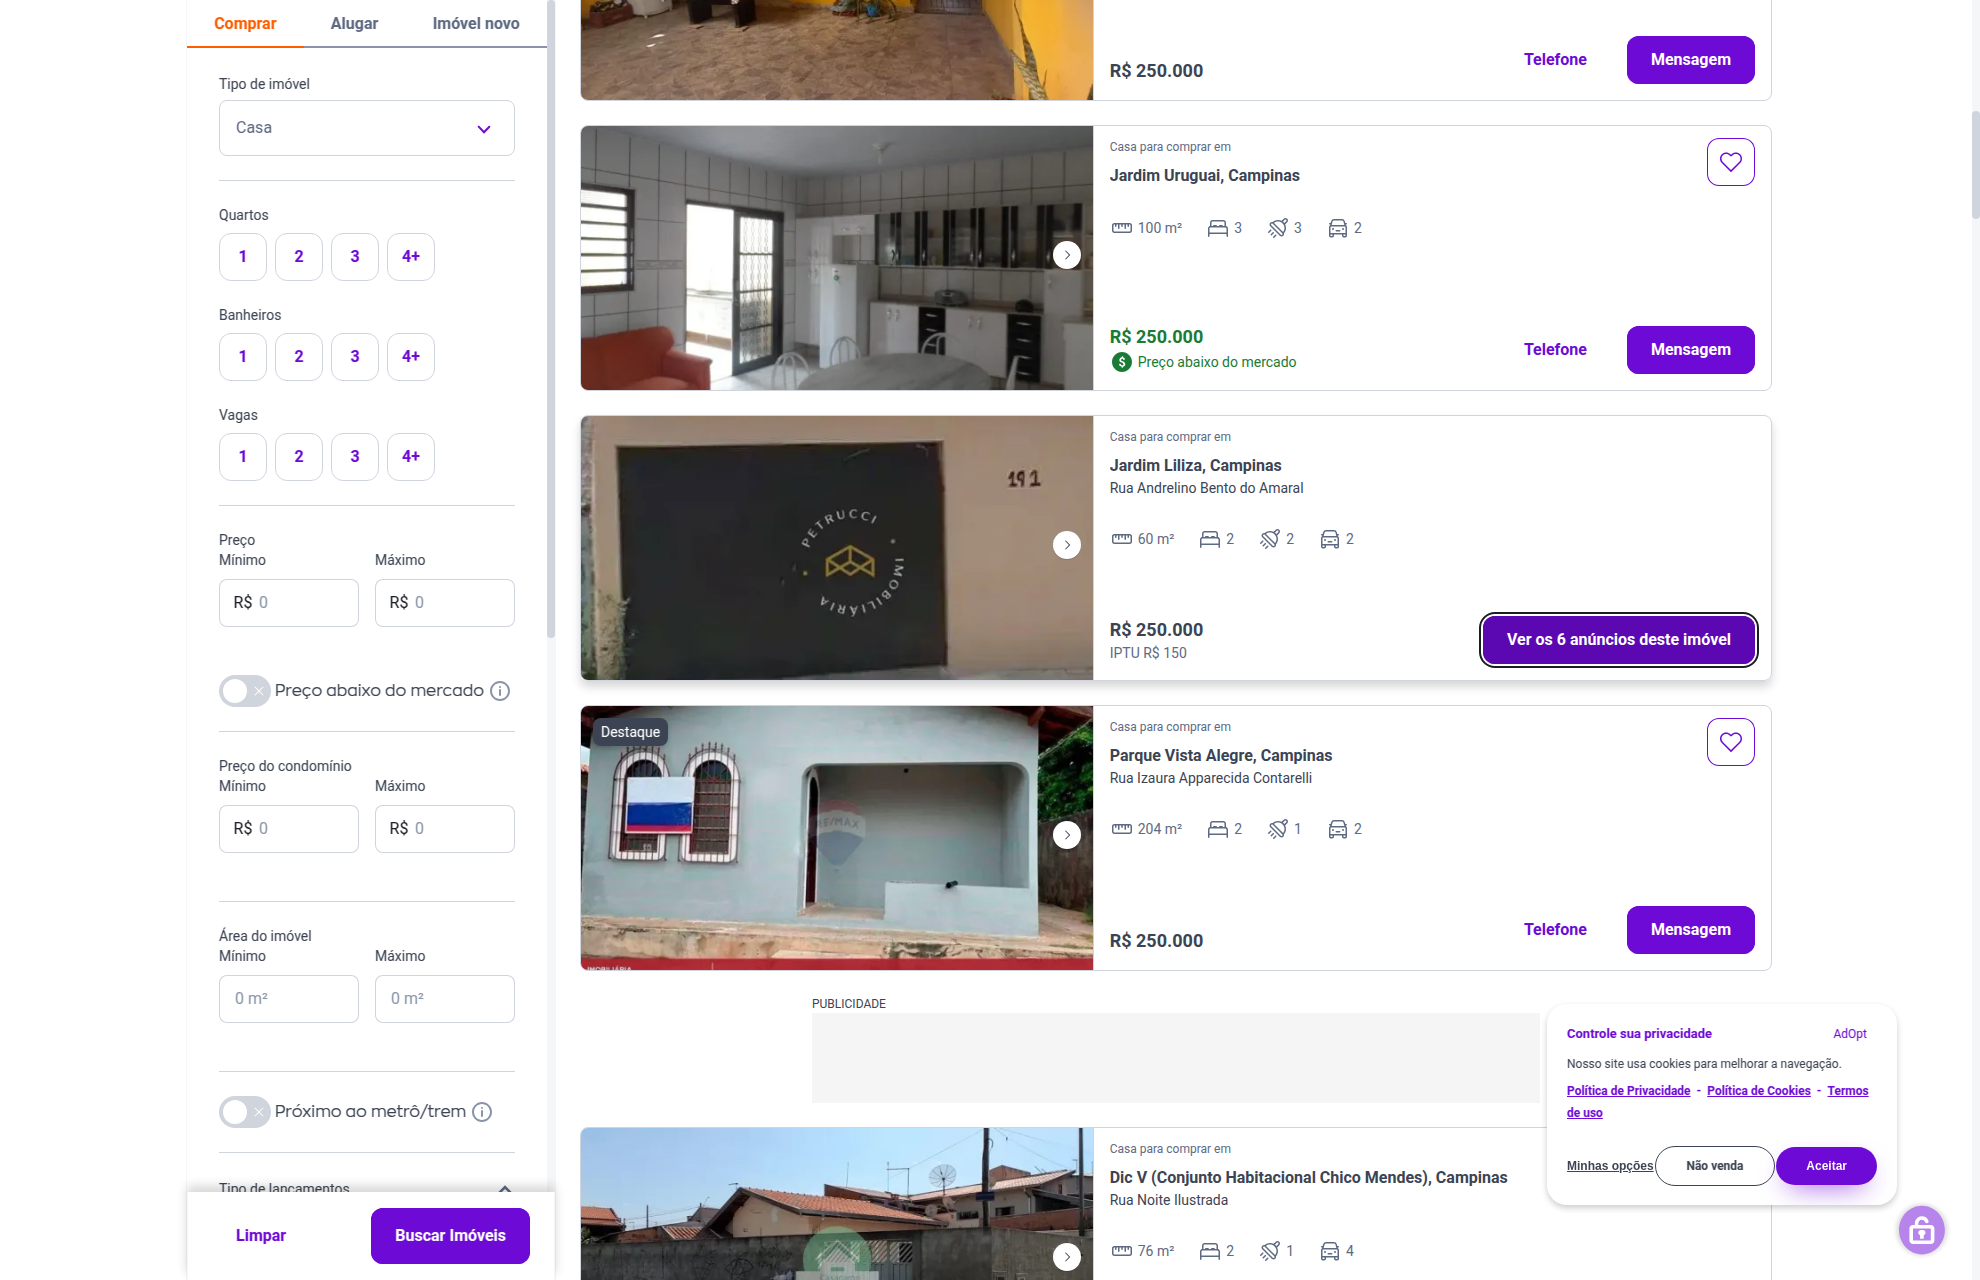 Comprar
Alugar
Imóvel novo
Tipo de imóvel
Casa
Quartos
1
2
3
4+
Banheiros
1
2
3
4+
Vagas
1
2
3
4+
Preço
Mínimo
Máximo
R$ 0
R$ 0
Preço abaixo do mercado
Preço do condomínio
Mínimo
Máximo
R$ 0
R$ 0
Área do imóvel
Mínimo
Máximo
0 m²
0 m²
Próximo ao metrô/trem
Tipo de lançamentos
Limpar
Buscar Imóveis
R$ 250.000
Telefone
Mensagem
Casa para comprar em
Jardim Uruguai, Campinas
100 m²
3
3
2
R$ 250.000
$ Preço abaixo do mercado
Telefone
Mensagem
191
PETRUCCI
IMOBILIÁRIA
Casa para comprar em
Jardim Liliza, Campinas
Rua Andrelino Bento do Amaral
60 m²
2
2
2
R$ 250.000
IPTU R$ 150
Ver os 6 anúncios deste imóvel
Destaque
RE/MAX
IMOBILIÁRIA
Casa para comprar em
Parque Vista Alegre, Campinas
Rua Izaura Apparecida Contarelli
204 m²
2
1
2
R$ 250.000
Telefone
Mensagem
PUBLICIDADE
Casa para comprar em
Dic V (Conjunto Habitacional Chico Mendes), Campinas
Rua Noite Ilustrada
76 m²
2
1
4
Controle sua privacidade
AdOpt
Nosso site usa cookies para melhorar a navegação.
Política de Privacidade - Política de Cookies - Termos
de uso
Minhas opções
Não venda
Aceitar